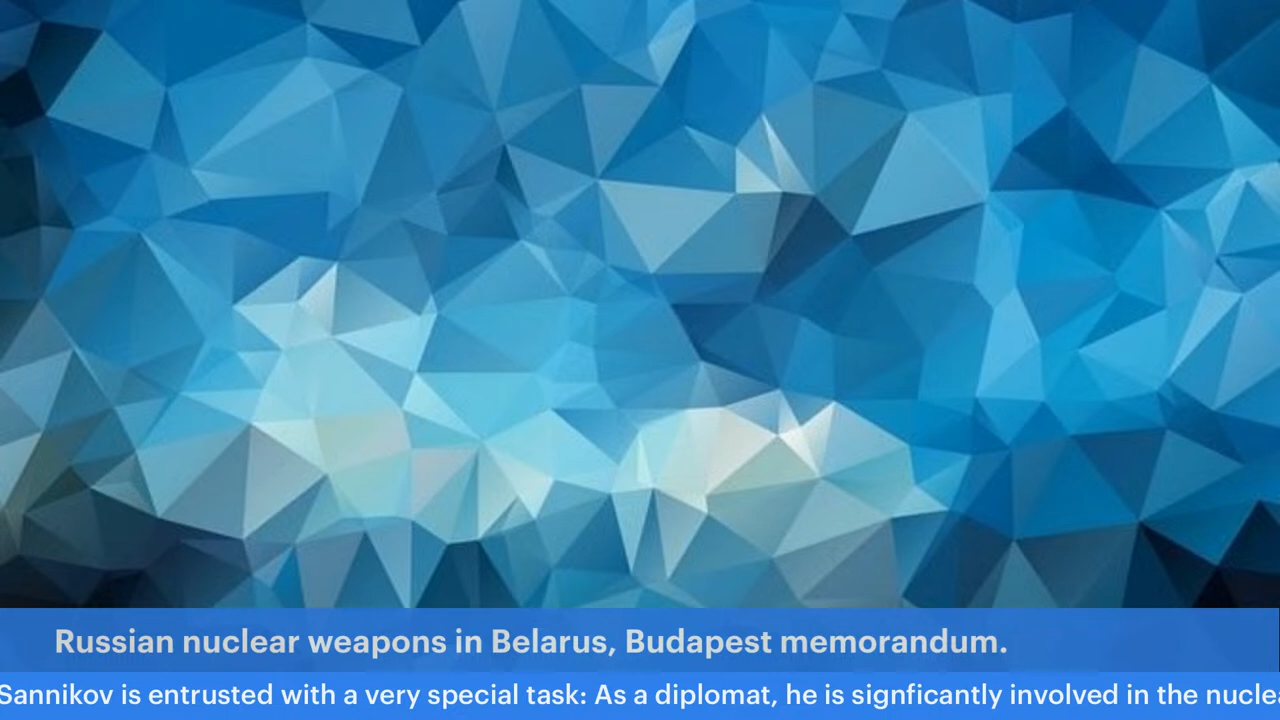 Russian nuclear weapons in Belarus, Budapest memorandum.
Sannikov is entrusted with a very special task: As a diplomat, he is signficantly involved in the